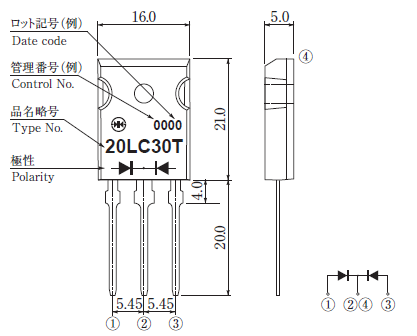 ロット記号(例)
Date code
管理番号(例)
Control No.
品名略号
Type No.
極性
Polarity
16.0
0000
20LC30T
21.0
4.0
20.0
5.45
5.45
①
②
③
5.0
④
①
②④
③